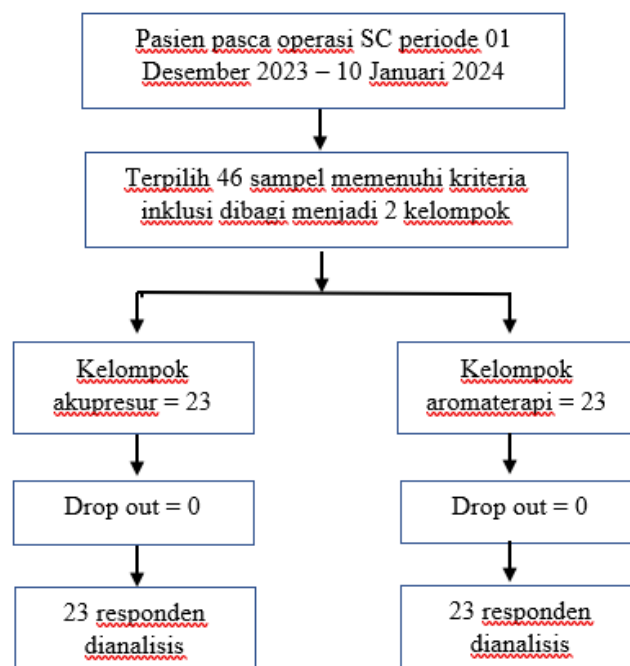 Pasien pasca operasi SC periode 01
Desember 2023 – 10 Januari 2024
Terpilih 46 sampel memenuhi kriteria
inklusi dibagi menjadi 2 kelompok
Kelompok
akupresur = 23
Kelompok
aromaterapi = 23
Drop out = 0
Drop out = 0
23 responden
dianalisis
23 responden
dianalisis